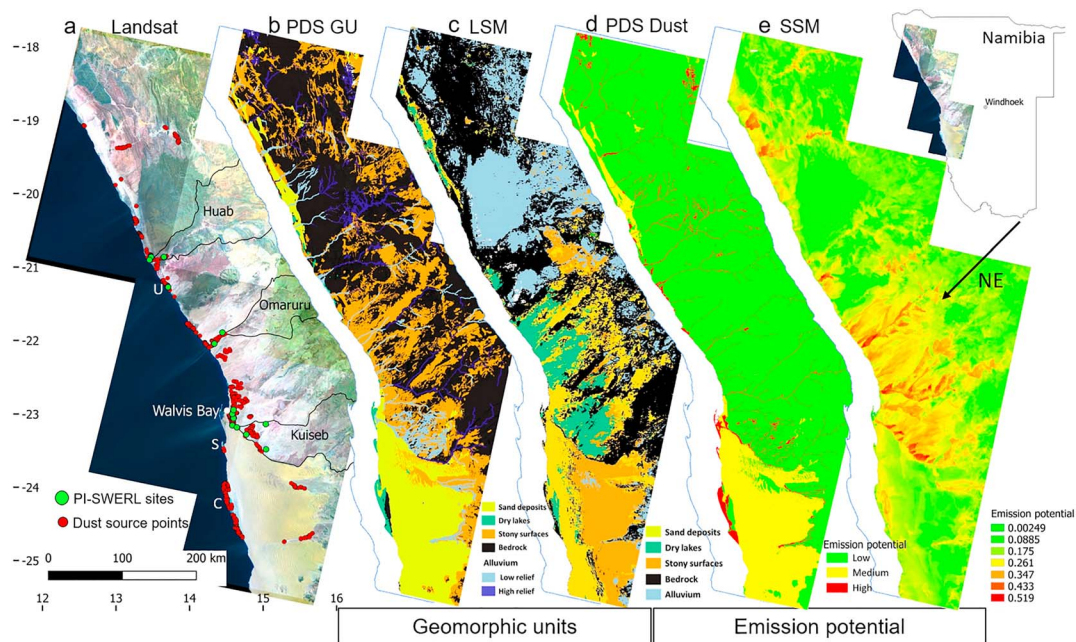 a Landsat b PDS GU c LSM d PDS Dust e SSM
Namibia
Windhoek
-18
-19
-20
-21
-22
-23
-24
-25
Huab
U
Omaruru
Walvis Bay
Kuiseb
S
C
NE
PI-SWERL sites
Dust source points
0 100 200 km
12 13 14 15 16
Sand deposits
Dry lakes
Stony surfaces
Bedrock
Alluvium
Low relief
High relief
Sand deposits
Dry lakes
Stony surfaces
Bedrock
Alluvium
Emission potential
Low
Medium
High
Emission potential
0.00249
0.0885
0.175
0.261
0.347
0.433
0.519
Geomorphic units
Emission potential